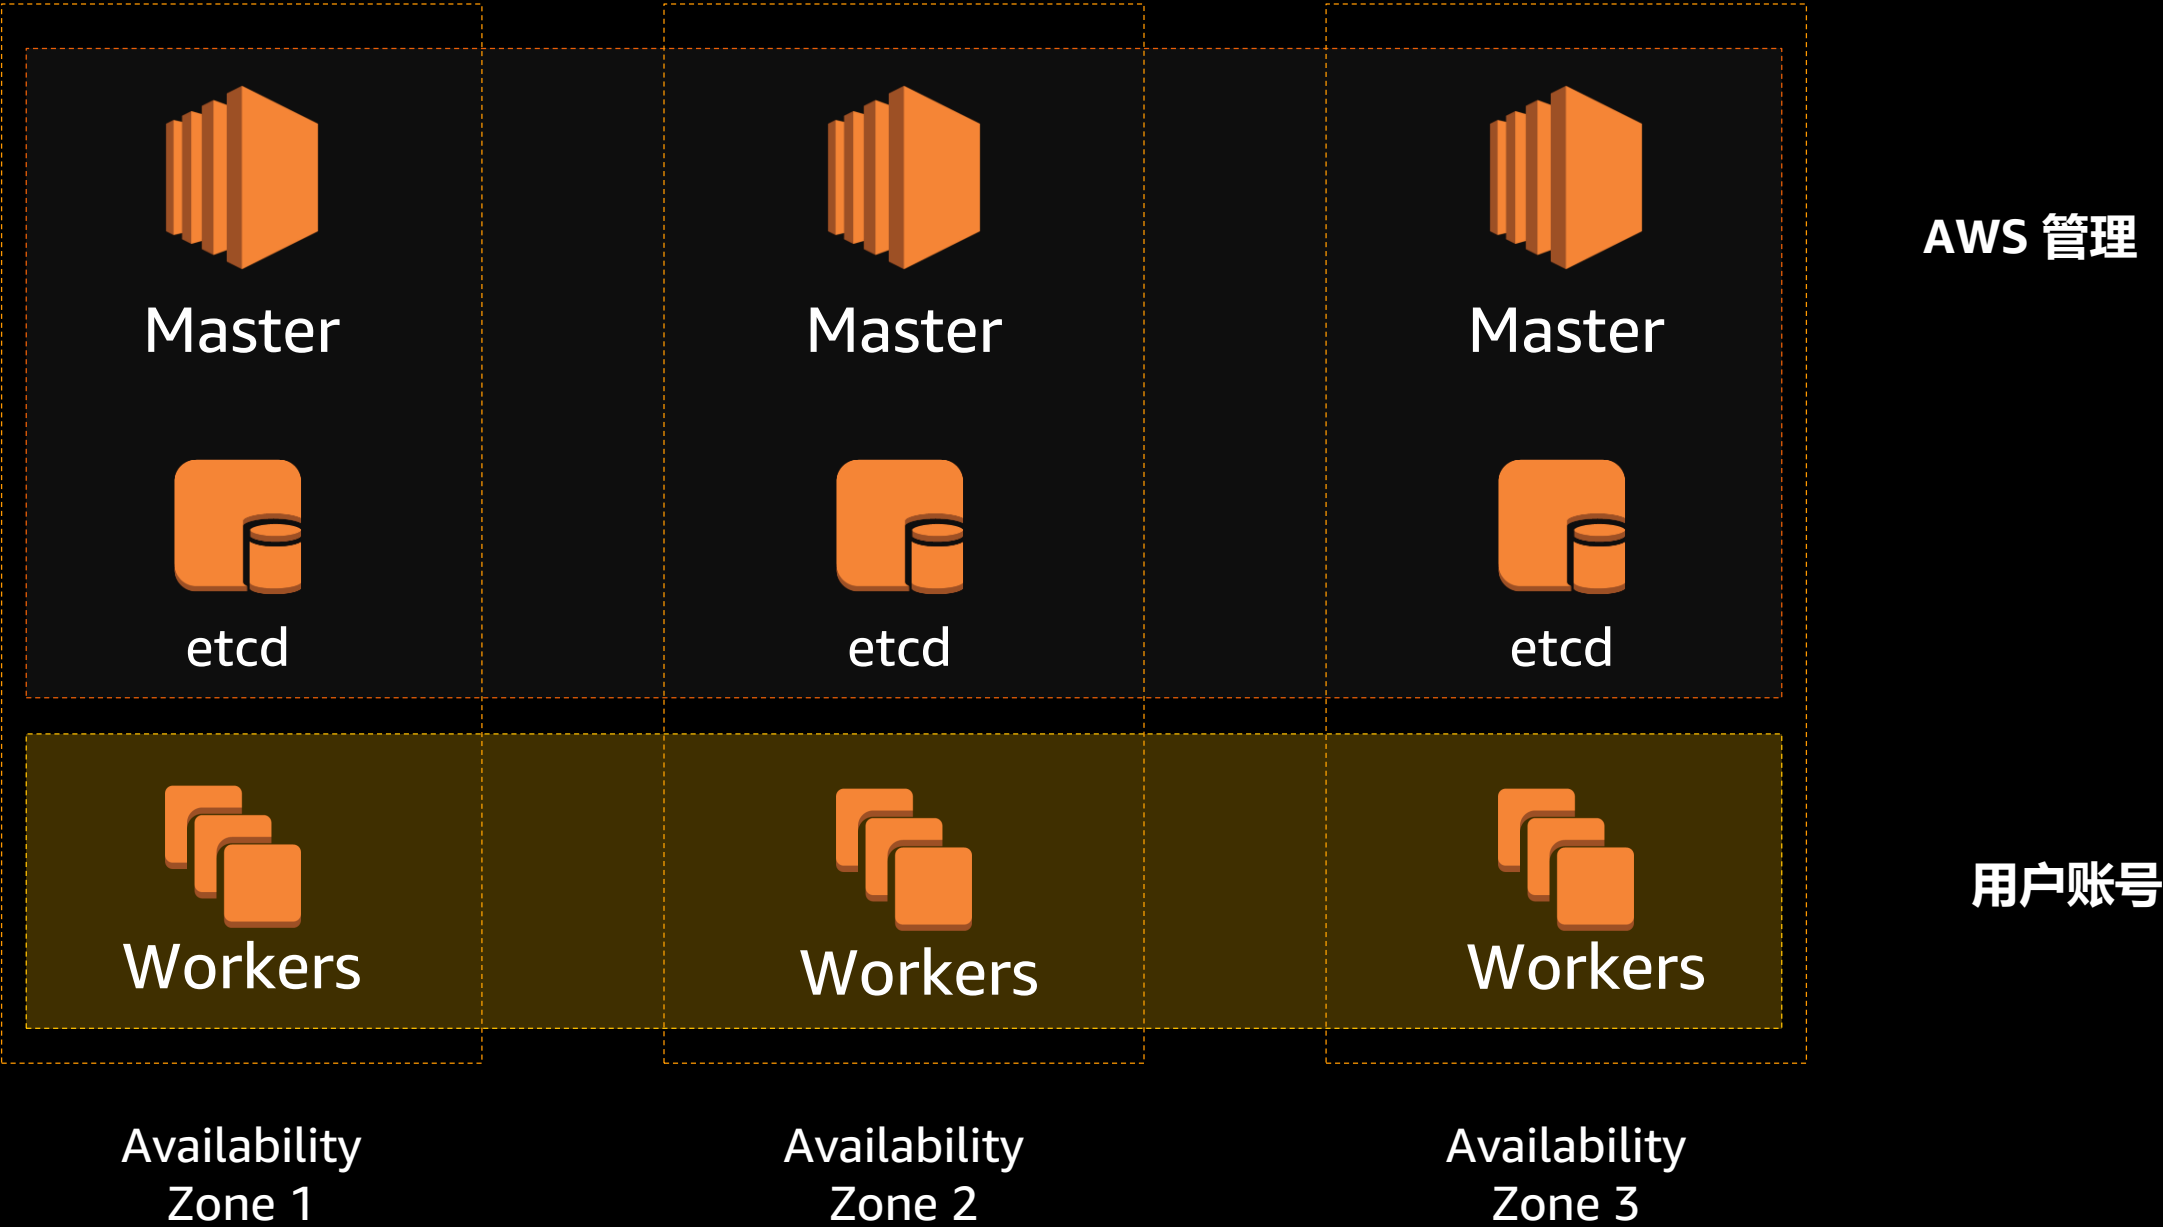 Master
Master
Master
AWS 管理
etcd
etcd
etcd
Workers
Workers
Workers
用户账号
Availability
Zone 1
Availability
Zone 2
Availability
Zone 3